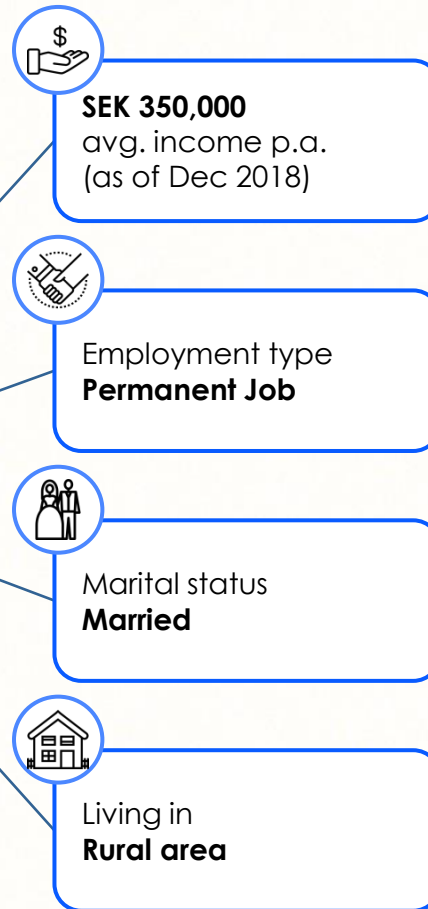 $
SEK 350,000
avg. income p.a.
(as of Dec 2018)
Employment type
Permanent Job
Marital status
Married
Living in
Rural area